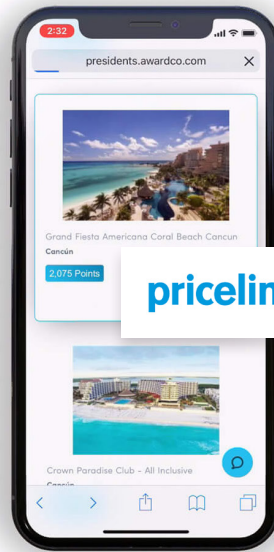 2:32
presidents.awardco.com
Grand Fiesta Americana Coral Beach Cancun
Cancún
2,075 Points
pricelin
Crown Paradise Club - All Inclusive
Cancún